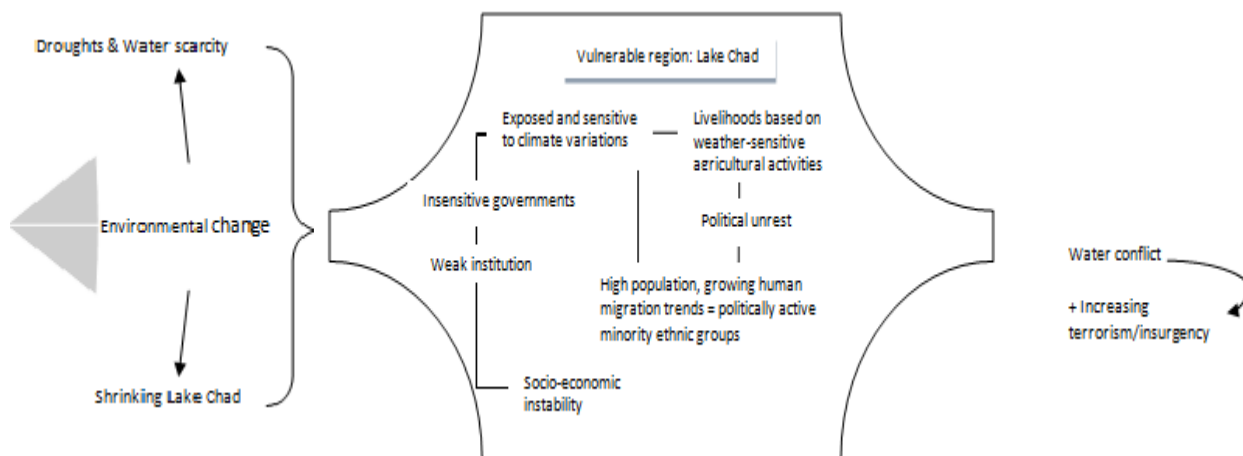 Droughts & Water scarcity
Environmental change
Shrinking Lake Chad
Vulnerable region: Lake Chad
Exposed and sensitive
to climate variations
Livelihoods based on
weather-sensitive
agricultural activities
Insensitive governments
Political unrest
Weak institution
High population, growing human
migration trends = politically active
minority ethnic groups
Socio-economic
instability
Water conflict
+ Increasing
terrorism/insurgency